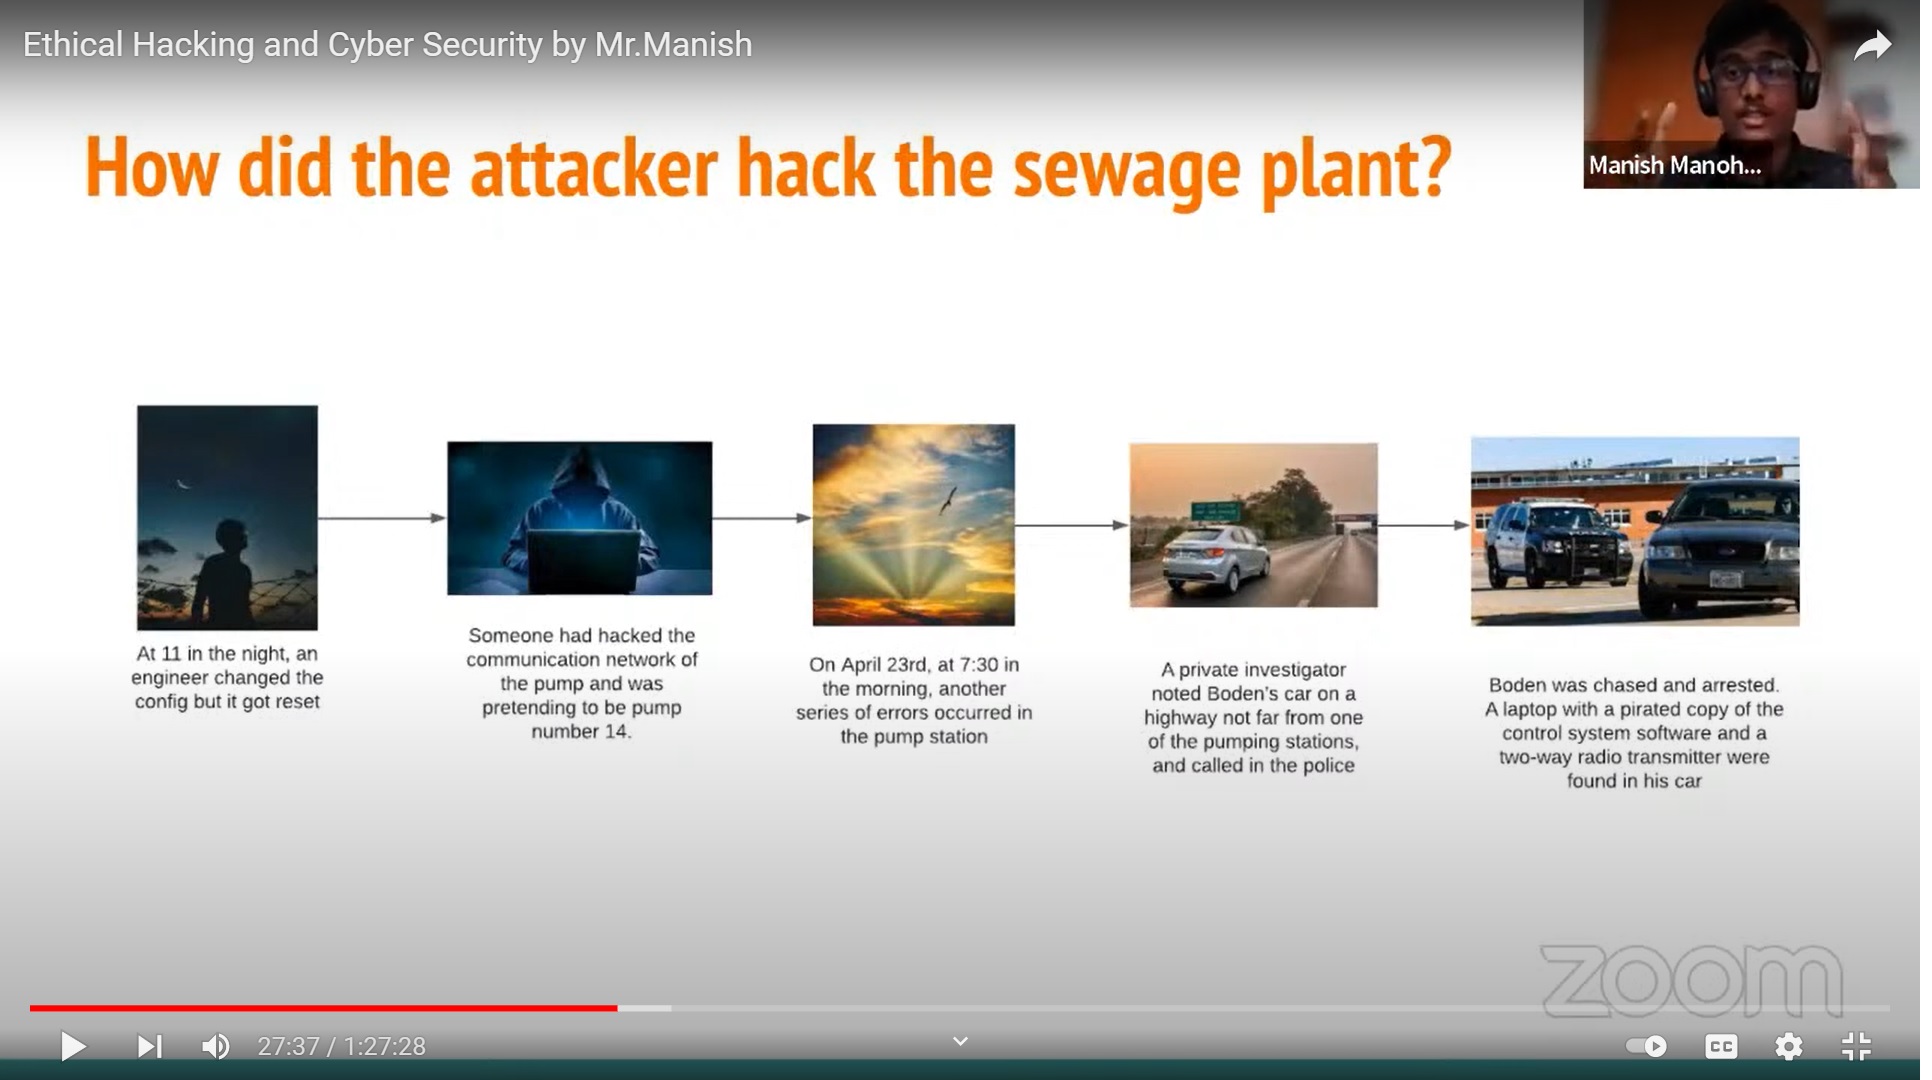 Ethical Hacking and Cyber Security by Mr.Manish
Manish Manoh...
How did the attacker hack the sewage plant?
At 11 in the night, an
engineer changed the
config but it got reset
Someone had hacked the
communication network of
the pump and was
pretending to be pump
number 14.
On April 23rd, at 7:30 in
the morning, another
series of errors occurred in
the pump station
A private investigator
noted Boden's car on a
highway not far from one
of the pumping stations,
and called in the police
Boden was chased and arrested.
A laptop with a pirated copy of the
control system software and a
two-way radio transmitter were
found in his car
zoom
27:37 / 1:27:28
CC